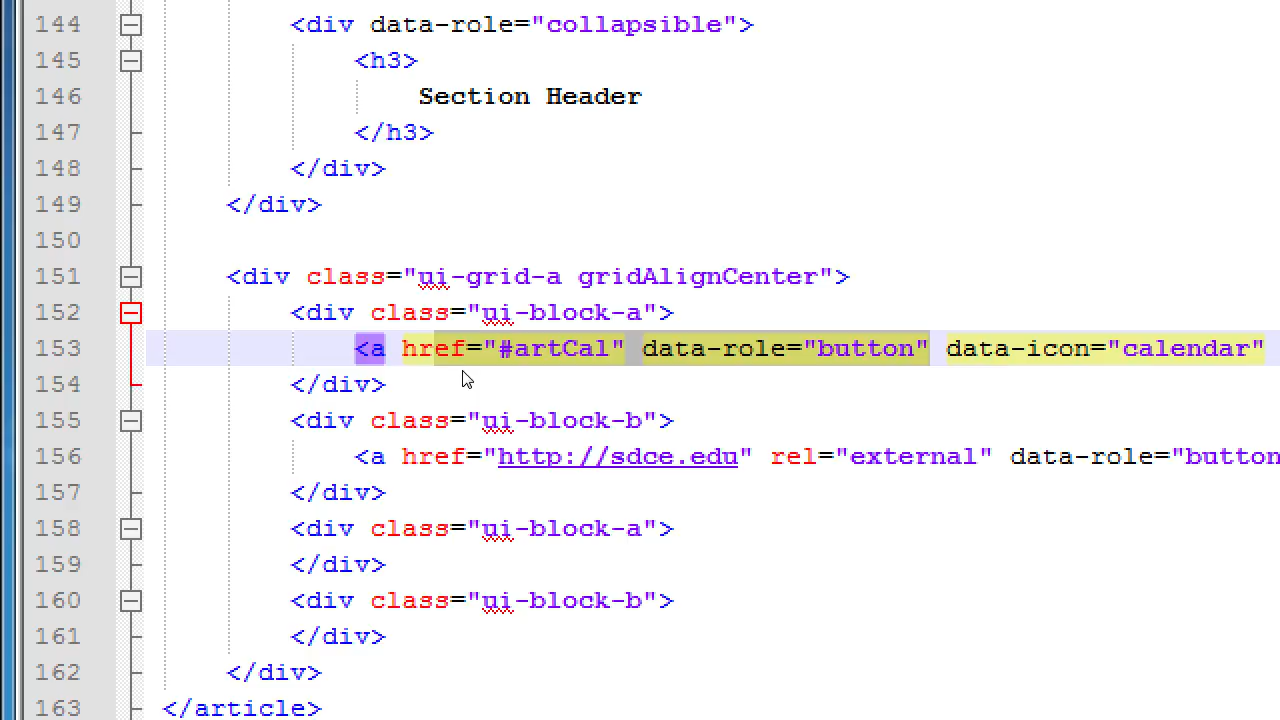 144 <div data-role="collapsible">
145 <h3>
146 Section Header
147 </h3>
148 </div>
149 </div>
150
151 <div class="ui-grid-a gridAlignCenter">
152 <div class="ui-block-a">
153 <a href="#artCal" data-role="button" data-icon="calendar"
154 </div>
155 <div class="ui-block-b">
156 <a href="http://sdce.edu" rel="external" data-role="button
157 </div>
158 <div class="ui-block-a">
159 </div>
160 <div class="ui-block-b">
161 </div>
162 </div>
163 </article>